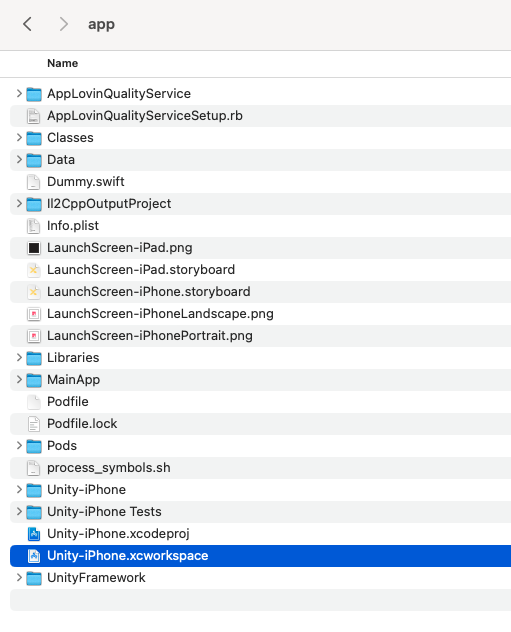 app
Name
AppLovinQualityService
AppLovinQualityServiceSetup.rb
Classes
Data
Dummy.swift
Il2CppOutputProject
Info.plist
LaunchScreen-iPad.png
LaunchScreen-iPad.storyboard
LaunchScreen-iPhone.storyboard
LaunchScreen-iPhoneLandscape.png
LaunchScreen-iPhonePortrait.png
Libraries
MainApp
Podfile
Podfile.lock
Pods
process_symbols.sh
Unity-iPhone
Unity-iPhone Tests
Unity-iPhone.xcodeproj
Unity-iPhone.xcworkspace
UnityFramework